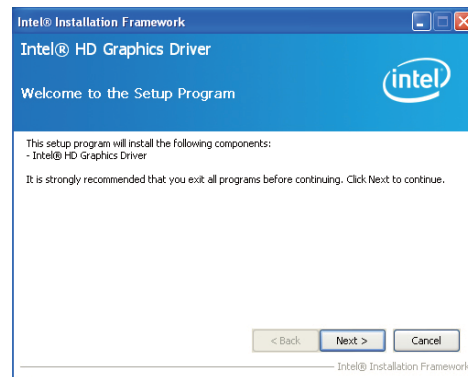 Intel® Installation Framework
Intel® HD Graphics Driver
Welcome to the Setup Program
intel
This setup program will install the following components:
- Intel® HD Graphics Driver
It is strongly recommended that you exit all programs before continuing. Click Next to continue.
< Back
Next >
Cancel
Intel® Installation Framework